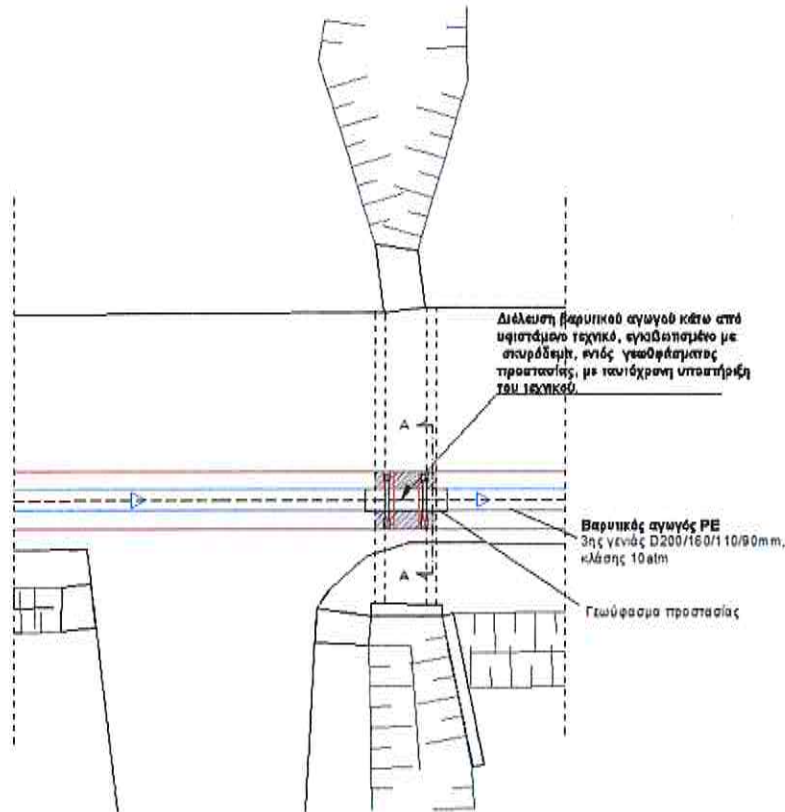 Διέλευση βαρυτικού αγωγού κάτω από
υφιστάμενο τεχνικό, εγκιβωτισμένο με
σκυρόδεμα, εντός γεωυφάσματος
προστασίας, με ταυτόχρονη υποστήριξη
του τεχνικού.
A
Βαρυτικός αγωγός PE
3ης γενιάς D200/160/110/90mm,
κλάσης 10atm
A
Γεωύφασμα προστασίας